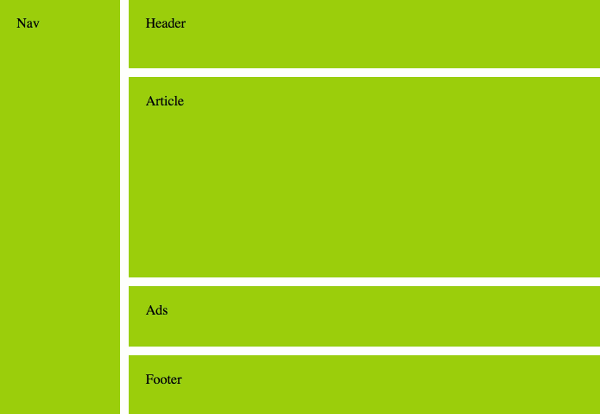 Nav
Header
Article
Ads
Footer